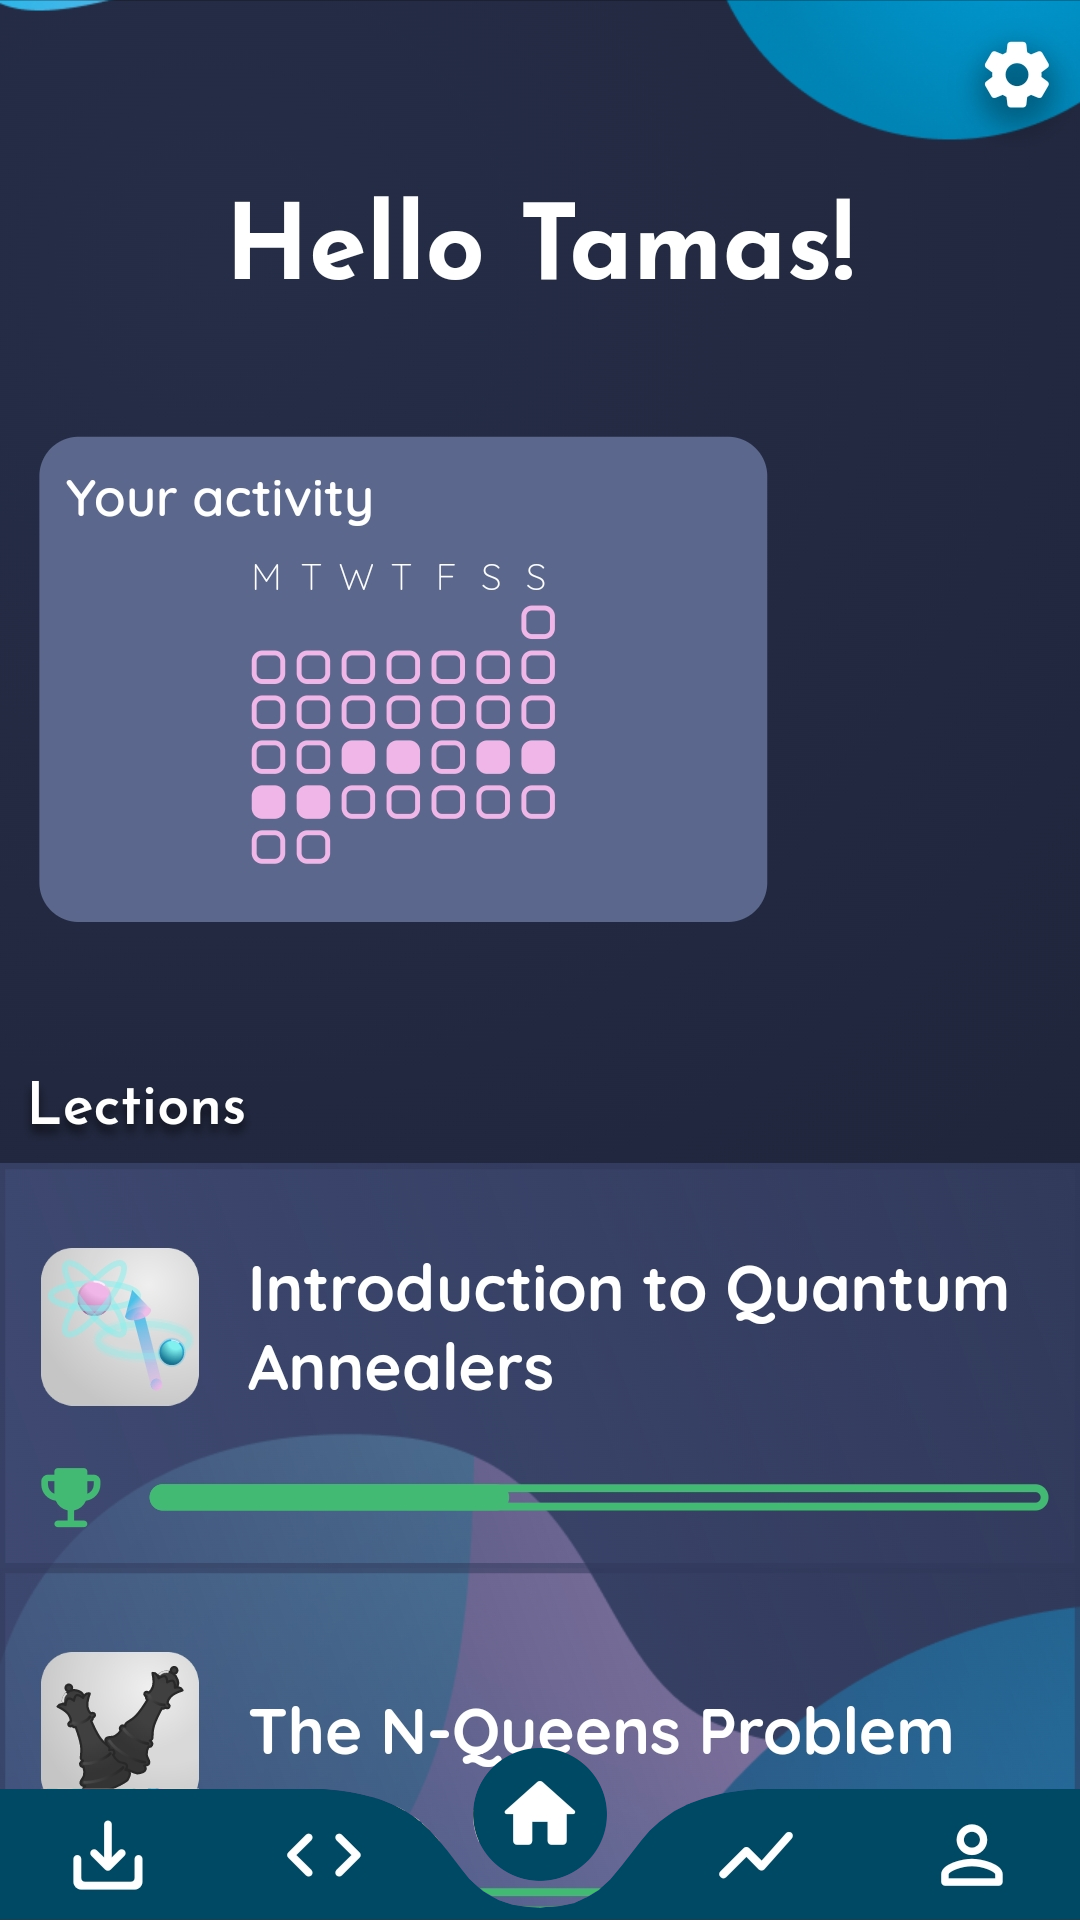 Hello Tamas!
Your activity
M T W T F S S
Lections
Introduction to Quantum
Annealers
The N-Queens Problem